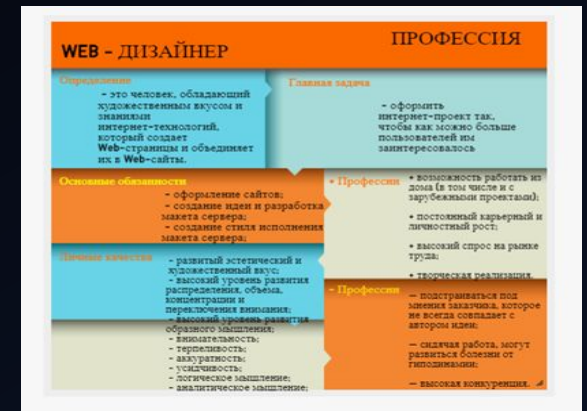 WEB - ДИЗАЙНЕР
ПРОФЕССИЯ
Определение
- это человек, обладающий
художественным вкусом и
знаниями
интернет-технологий,
который создает
Web-страницы и объединяет
их в Web-сайты.
Главная задача
- оформить
интернет-проект так,
чтобы как можно больше
пользователей им
заинтересовалось
Основные обязанности
- оформление сайтов;
- создание идеи и разработка
макета сервера;
- создание стиля исполнения
макета сервера;
+ Профессии
• возможность работать из
дома (в том числе и с
зарубежными проектами);
• постоянный карьерный и
личностный рост;
• высокий спрос на рынке
труда;
• творческая реализация.
Личные качества
- развитый эстетический и
художественный вкус;
- высокий уровень развития
распределения, объема,
концентрации и
переключения внимания;
- высокий уровень развития
образного мышления;
- внимательность;
- терпеливость;
- аккуратность;
- усидчивость;
- логическое мышление;
- аналитическое мышление;
- Профессии
— подстраиваться под
мнения заказчика, которое
не всегда совпадает с
автором идеи;
— сидячая работа, могут
развиться болезни от
гиподинамии;
— высокая конкуренция.